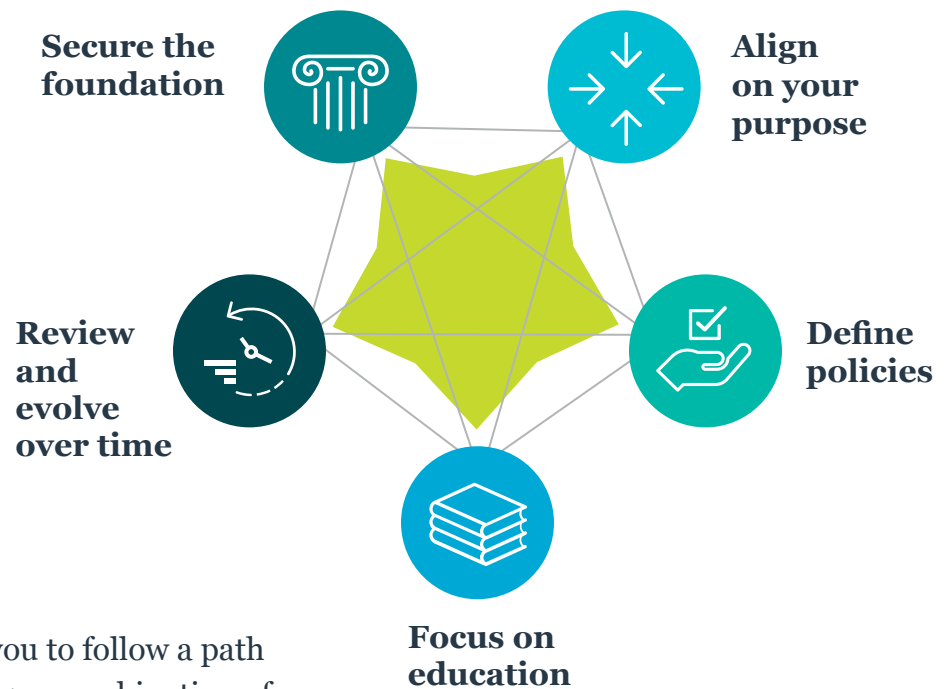 Secure the
foundation
Align
on your
purpose
Review
and
evolve
over time
Define
policies
Focus on
education
you to follow a path